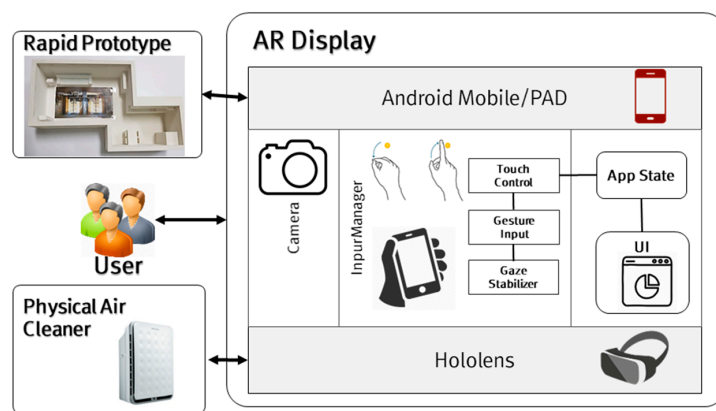 Rapid Prototype
User
Physical Air
Cleaner
AR Display
Android Mobile/PAD
Camera
InpurManager
Touch
Control
Gesture
Input
Gaze
Stabilizer
App State
UI
Hololens